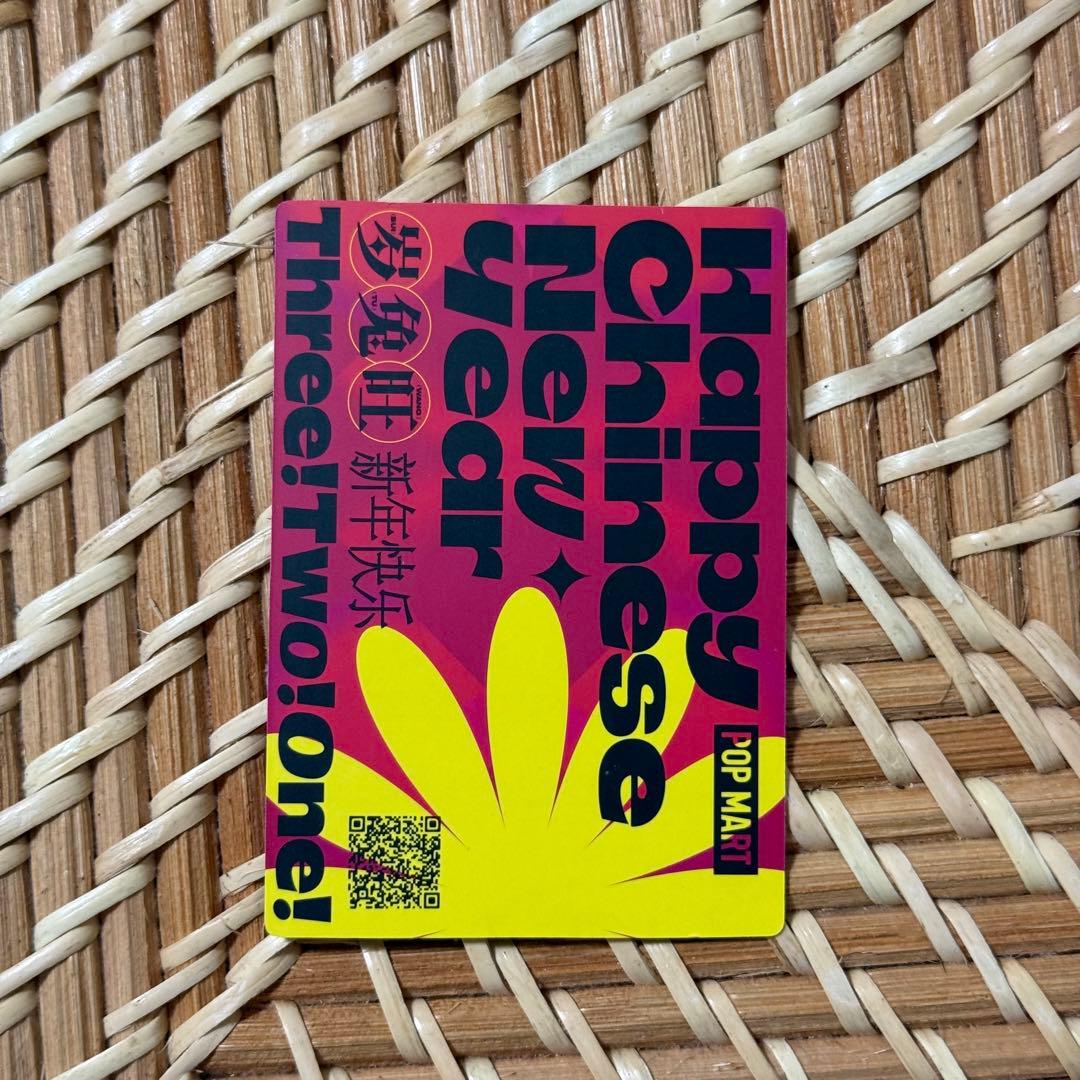 Happy POP MART
Chinese
New
Year
SUI TU WANG
岁兔旺 新年快乐
Three!Two!One!